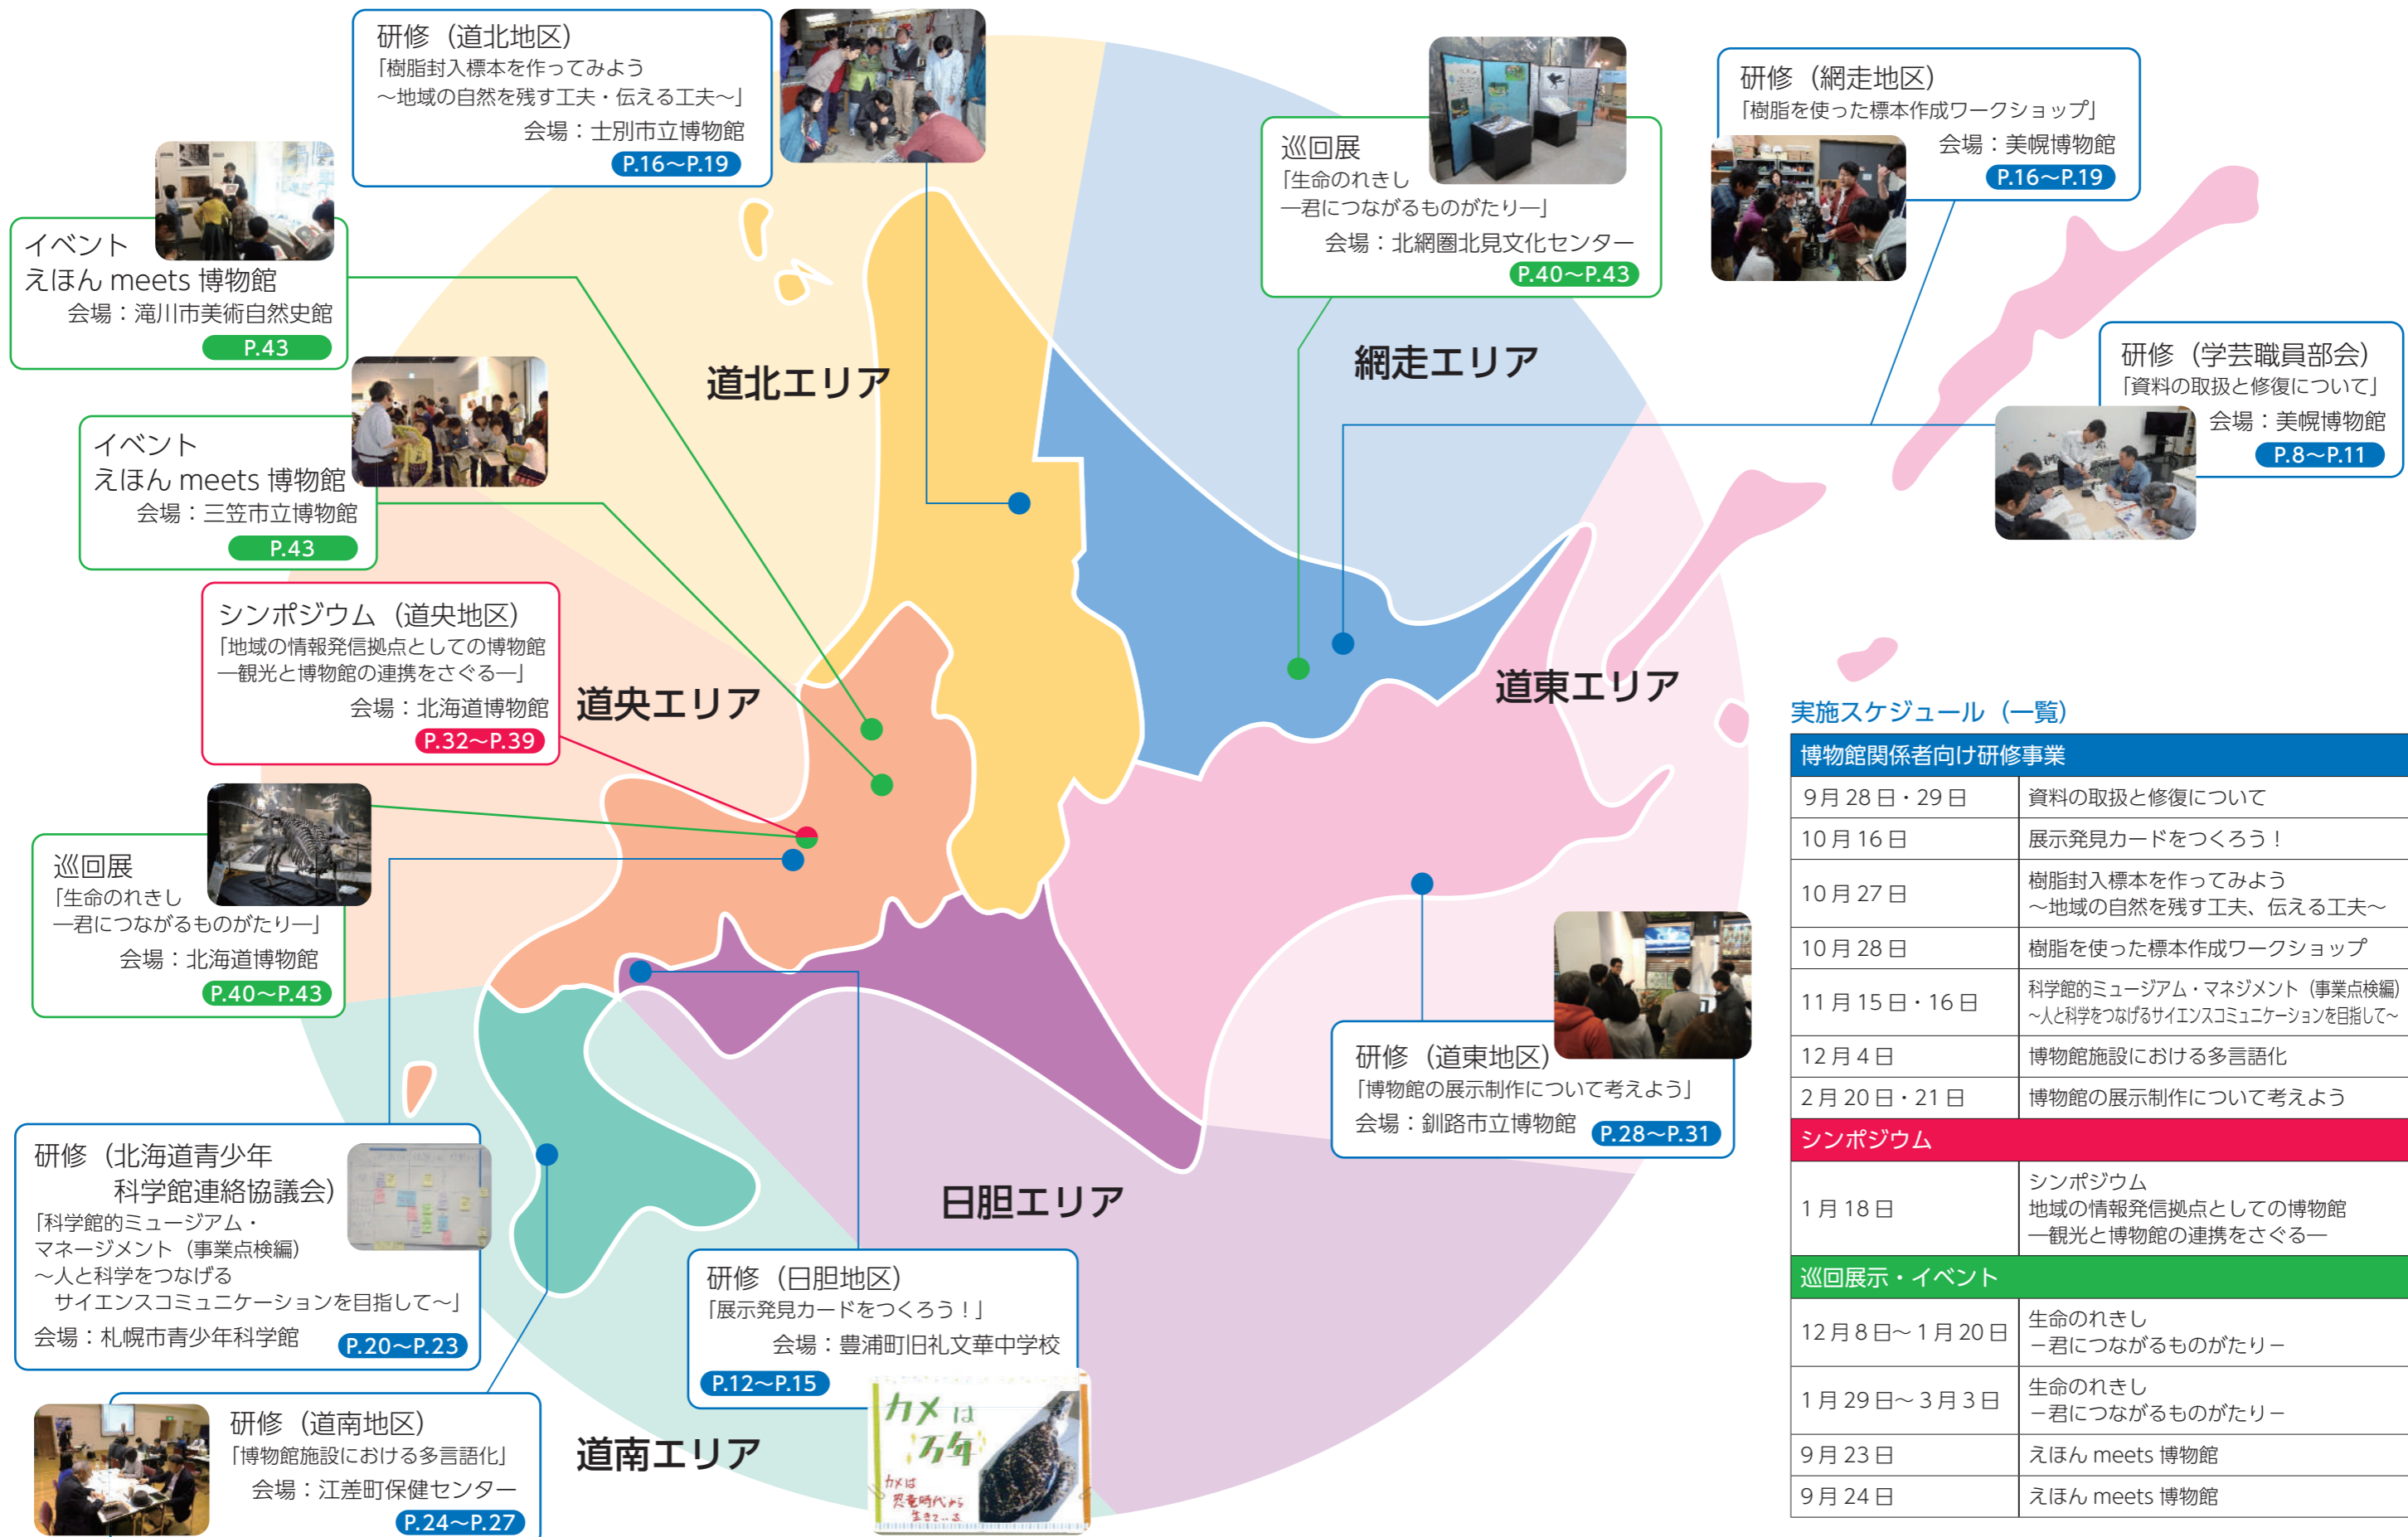 研修（道北地区）
「樹脂封入標本を作ってみよう
～地域の自然を残す工夫・伝える工夫～」
会場：士別市立博物館
P.16～P.19
イベント
えほん meets 博物館
会場：滝川市美術自然史館
P.43
イベント
えほん meets 博物館
会場：三笠市立博物館
P.43
シンポジウム（道央地区）
「地域の情報発信拠点としての博物館
―観光と博物館の連携をさぐる―」
会場：北海道博物館
P.32～P.39
巡回展
「生命のれきし
―君につながるものがたり―」
会場：北海道博物館
P.40～P.43
研修（北海道青少年
科学館連絡協議会）
「科学館的ミュージアム・
マネージメント（事業点検編）
～人と科学をつなげる
サイエンスコミュニケーションを目指して～」
会場：札幌市青少年科学館
P.20～P.23
研修（道南地区）
「博物館施設における多言語化」
会場：江差町保健センター
P.24～P.27
巡回展
「生命のれきし
―君につながるものがたり―」
会場：北網圏北見文化センター
P.40～P.43
研修（網走地区）
「樹脂を使った標本作成ワークショップ」
会場：美幌博物館
P.16～P.19
研修（学芸職員部会）
「資料の取扱と修復について」
会場：美幌博物館
P.8～P.11
道北エリア
網走エリア
道央エリア
道東エリア
日胆エリア
道南エリア
研修（道東地区）
「博物館の展示制作について考えよう」
会場：釧路市立博物館
P.28～P.31
研修（日胆地区）
「展示発見カードをつくろう！」
会場：豊浦町旧礼文華中学校
P.12～P.15
カメは
万年
カメは
恐竜時代から
生きている
実施スケジュール（一覧）
博物館関係者向け研修事業
9月28日・29日 資料の取扱と修復について
10月16日 展示発見カードをつくろう！
10月27日 樹脂封入標本を作ってみよう
～地域の自然を残す工夫、伝える工夫～
10月28日 樹脂を使った標本作成ワークショップ
11月15日・16日 科学館的ミュージアム・マネジメント（事業点検編）
～人と科学をつなげるサイエンスコミュニケーションを目指して～
12月4日 博物館施設における多言語化
2月20日・21日 博物館の展示制作について考えよう
シンポジウム
1月18日 シンポジウム
地域の情報発信拠点としての博物館
―観光と博物館の連携をさぐる―
巡回展示・イベント
12月8日～1月20日 生命のれきし
－君につながるものがたり－
1月29日～3月3日 生命のれきし
－君につながるものがたり－
9月23日 えほん meets 博物館
9月24日 えほん meets 博物館